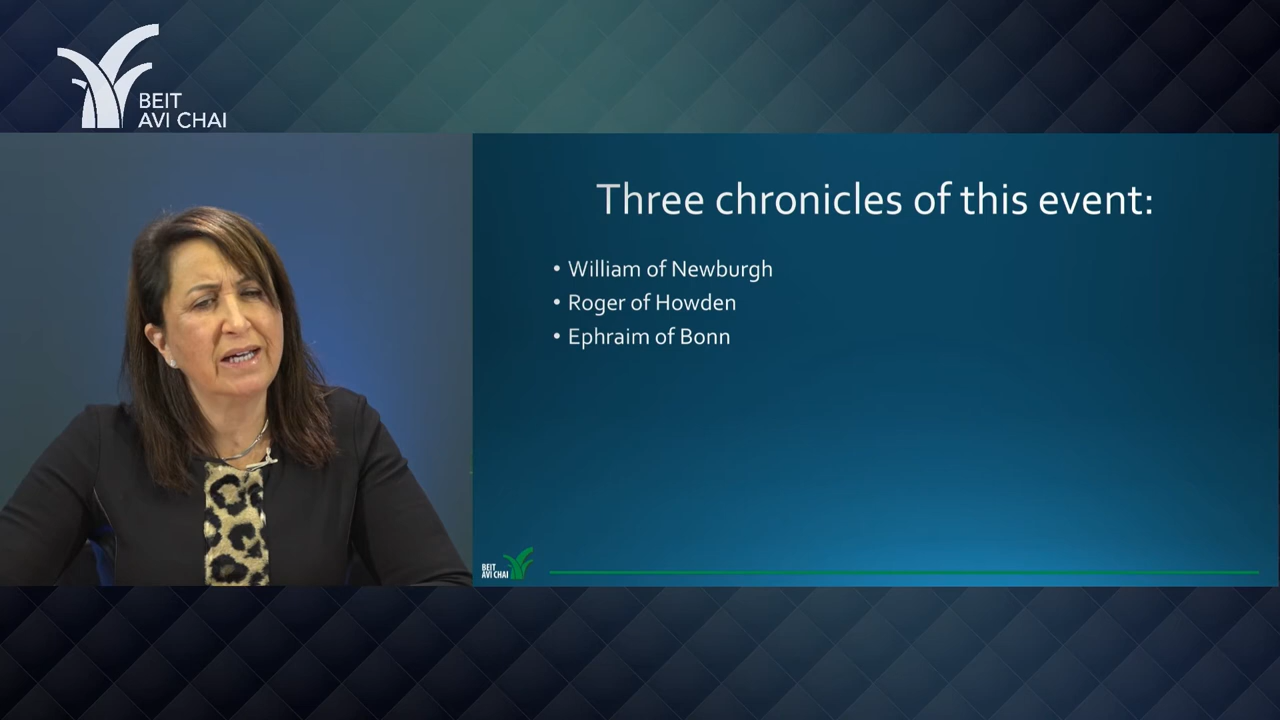 BEIT
AVI CHAI
Three chronicles of this event:
• William of Newburgh
• Roger of Howden
• Ephraim of Bonn
BEIT
AVI CHAI